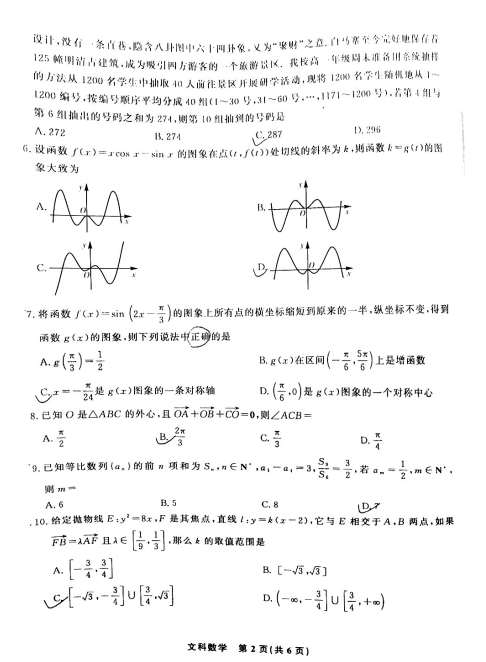 设计,没有一条直巷,隐含八卦图中六十四卦象,又为“聚财”之意.自马塞至今完好地保存着
125幢明清古建筑,成为吸引四方游客的一个旅游景区.我校高一年级周末准备用系统抽样
的方法从1200名学生中抽取40人前往景区开展研学活动,现将1200名学生随机地从1~
1200编号,按编号顺序平均分成40组(1~30号,31~60号,…,1171~1200号),若第4组与
第6组抽出的号码之和为274,则第10组抽到的号码是
A. 272 B. 274 C. 287 D. 296
6. 设函数f(x)=xcos x-sin x的图象在点(t,f(t))处切线的斜率为k,则函数k=g(t)的图
象大致为
A. y O x B. y O x
C. y O x D. y O x
7. 将函数f(x)=sin(2x-π/3)的图象上所有点的横坐标缩短到原来的一半,纵坐标不变,得到
函数g(x)的图象,则下列说法中正确的是
A. g(π/3)=1/2 B. g(x)在区间(-π/6,5π/6)上是增函数
C. x=-π/24是g(x)图象的一条对称轴 D. (π/6,0)是g(x)图象的一个对称中心
8. 已知O是△ABC的外心,且OA+OB+CO=0,则∠ACB=
A. π/2 B. 2π/3 C. π/3 D. π/4
9. 已知等比数列{aₙ}的前n项和为Sₙ,n∈N*,a₄-a₁=3,S₉/S₆=3/2,若aₘ=1/2,m∈N*,
则m=
A. 6 B. 5 C. 8 D. 7
10. 给定抛物线E:y²=8x,F是其焦点,直线l:y=k(x-2),它与E相交于A,B两点,如果
FB=λAF且λ∈[1/9,1/3],那么k的取值范围是
A. [-3/4,3/4] B. [-√3,√3]
C. [-√3,-3/4]∪[3/4,√3] D. (-∞,-3/4]∪[3/4,+∞)
文科数学 第2页(共6页)